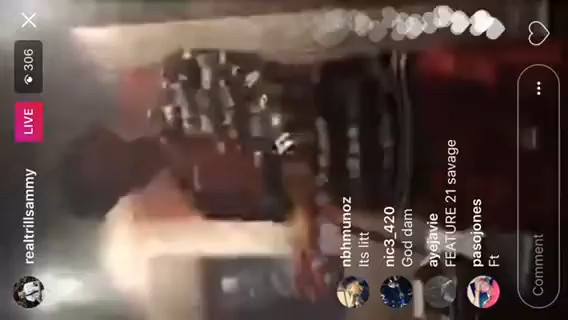 realtrillsammy
LIVE
306
nbhmunoz
Its litt
nic3_420
God dam
ayejavie
FEATURE 21 savage
pasojones
Ft
Comment